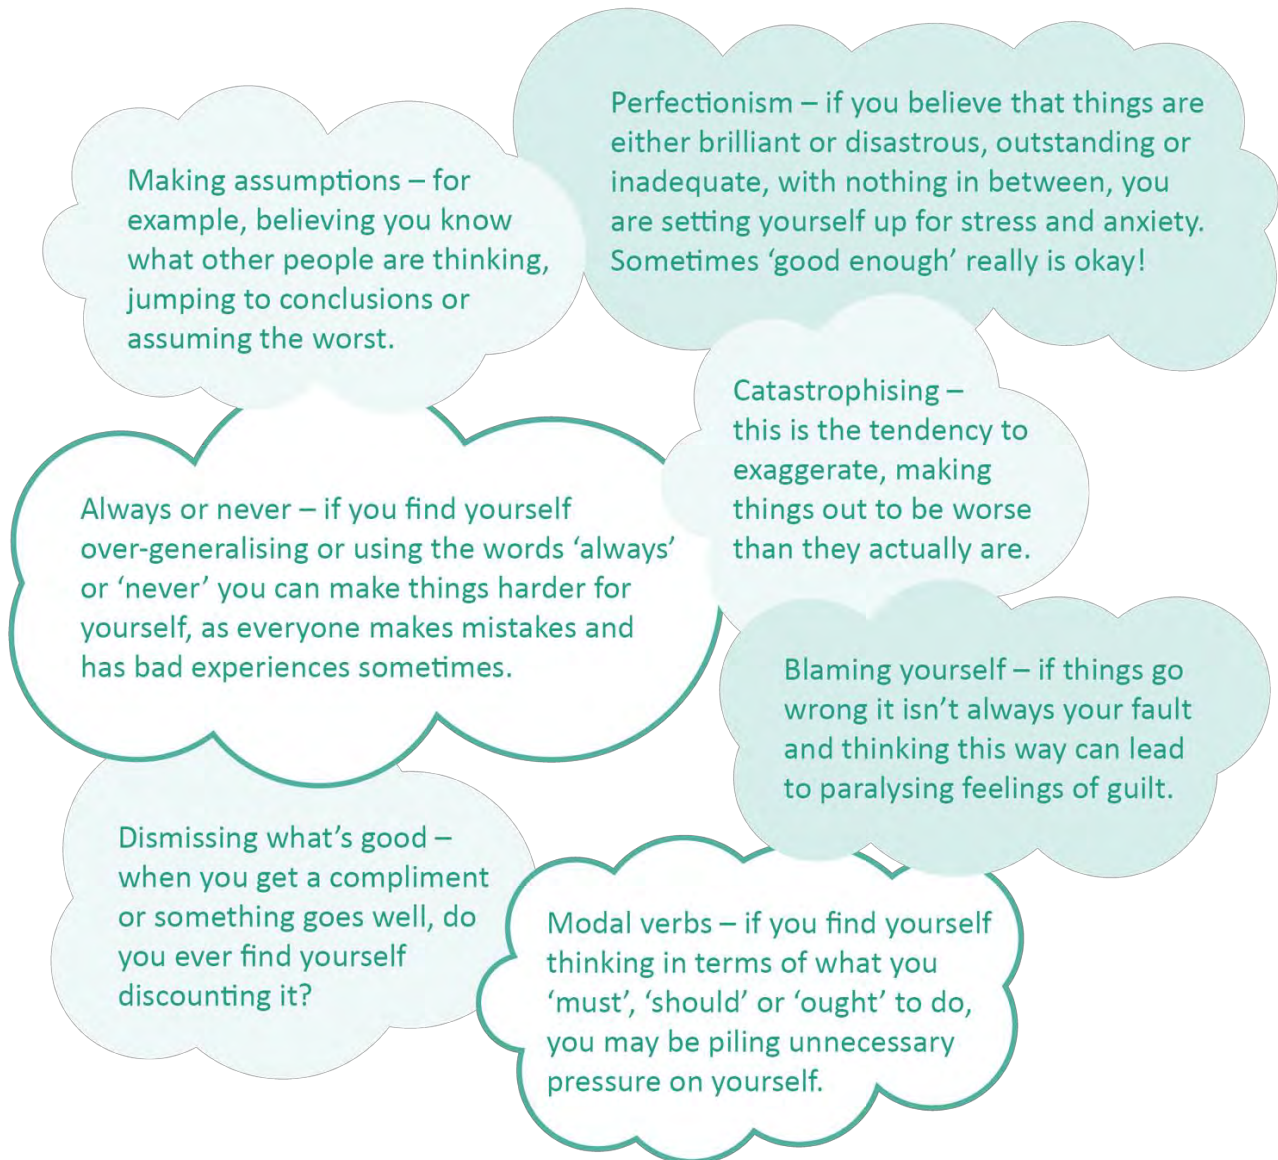 Perfectionism – if you believe that things are
either brilliant or disastrous, outstanding or
inadequate, with nothing in between, you
are setting yourself up for stress and anxiety.
Sometimes ‘good enough’ really is okay!
Making assumptions – for
example, believing you know
what other people are thinking,
jumping to conclusions or
assuming the worst.
Catastrophising –
this is the tendency to
exaggerate, making
things out to be worse
than they actually are.
Always or never – if you find yourself
over-generalising or using the words ‘always’
or ‘never’ you can make things harder for
yourself, as everyone makes mistakes and
has bad experiences sometimes.
Blaming yourself – if things go
wrong it isn’t always your fault
and thinking this way can lead
to paralysing feelings of guilt.
Dismissing what’s good –
when you get a compliment
or something goes well, do
you ever find yourself
discounting it?
Modal verbs – if you find yourself
thinking in terms of what you
‘must’, ‘should’ or ‘ought’ to do,
you may be piling unnecessary
pressure on yourself.